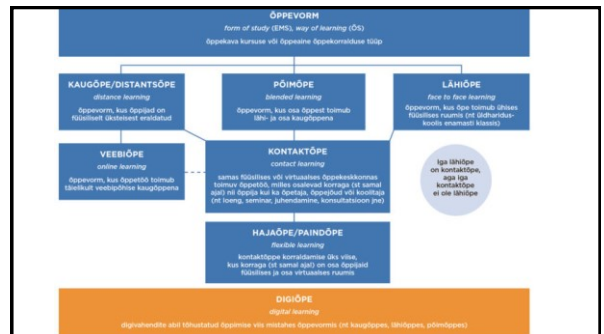 ÕPPEVORM
form of study (EMS), way of learning (ÕS)
õppekava kursuse või õppeaine õppekorralduse tüüp
KAUGÕPE/DISTANTSÕPE
distance learning
õppevorm, kus õppijad on
füüsiliselt üksteisest eraldatud
PÕIMÕPE
blended learning
õppevorm, kus osa õppest toimub
lähi- ja osa kaugõppena
LÄHIÕPE
face to face learning
õppevorm, kus õpe toimub ühises
füüsilises ruumis (nt üldharidus-
koolis enamasti klassis)
VEEBIÕPE
online learning
õppevorm, kus õppetöö toimub
täielikult veebipõhise kaugõppena
KONTAKTÕPE
contact learning
samas füüsilises või virtuaalses õppekeskkonnas
toimuv õppetöö, milles osalevad korraga (st samal
ajal) nii õppija kui ka õpetaja, õppejõud või koolitaja
(nt loeng, seminar, juhendamine, konsultatsioon jne)
Iga lähiõpe
on kontaktõpe,
aga iga
kontaktõpe
ei ole lähiõpe
HAJAÕPE/PAINDÕPE
flexible learning
kontaktõppe korraldamise üks viise,
kus korraga (st samal ajal) on osa õppijaid
füüsilises ja osa virtuaalses ruumis
DIGIÕPE
digital learning
digivahendite abil tõhustatud õppimise viis mistahes õppevormis (nt kaugõppes, lähiõppes, põimõppes)